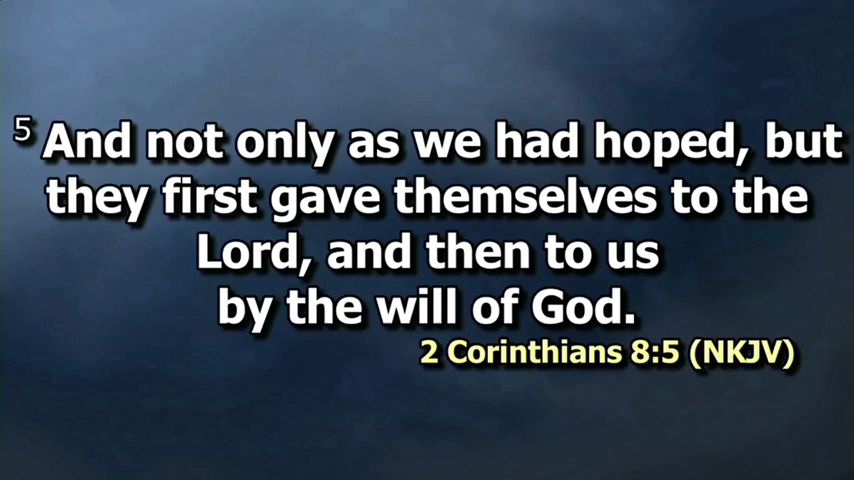 5 And not only as we had hoped, but
they first gave themselves to the
Lord, and then to us
by the will of God.
2 Corinthians 8:5 (NKJV)